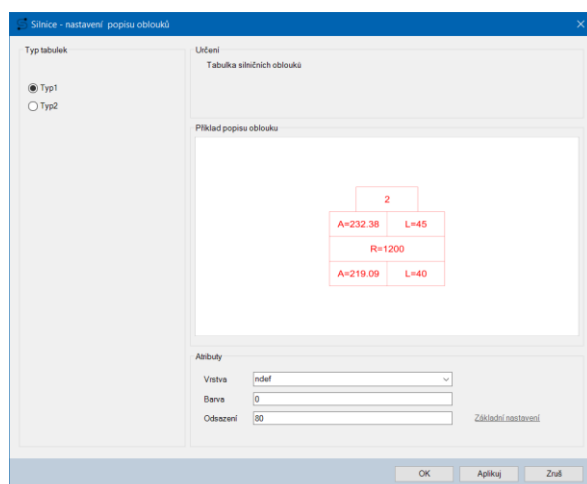 Silnice - nastavení popisu oblouků
Typ tabulek
Typ1
Typ2
Určení
Tabulka silničních oblouků
Příklad popisu oblouku
2
A=232.38 L=45
R=1200
A=219.09 L=40
Atributy
Vrstva ndef
Barva 0
Odsazení 80 Základní nastavení
OK Aplikuj Zruš